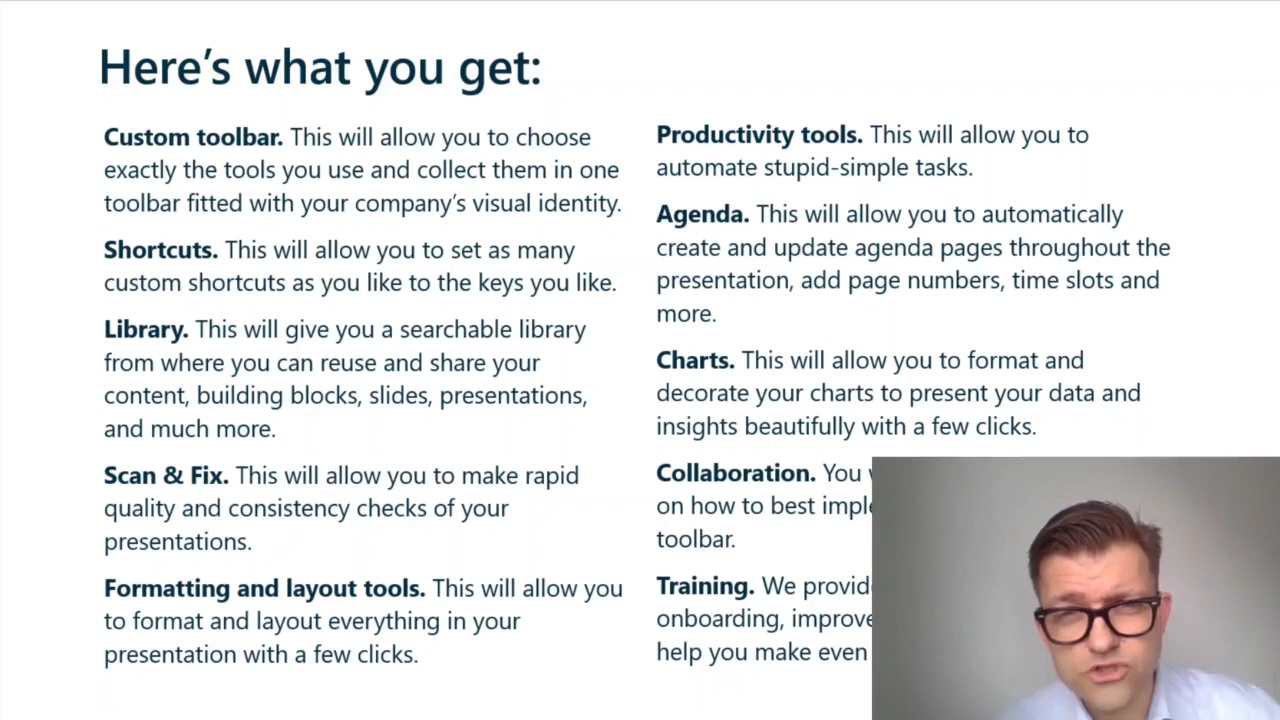 Here’s what you get:
Custom toolbar. This will allow you to choose
exactly the tools you use and collect them in one
toolbar fitted with your company’s visual identity.
Shortcuts. This will allow you to set as many
custom shortcuts as you like to the keys you like.
Library. This will give you a searchable library
from where you can reuse and share your
content, building blocks, slides, presentations,
and much more.
Scan & Fix. This will allow you to make rapid
quality and consistency checks of your
presentations.
Formatting and layout tools. This will allow you
to format and layout everything in your
presentation with a few clicks.
Productivity tools. This will allow you to
automate stupid-simple tasks.
Agenda. This will allow you to automatically
create and update agenda pages throughout the
presentation, add page numbers, time slots and
more.
Charts. This will allow you to format and
decorate your charts to present your data and
insights beautifully with a few clicks.
Collaboration. You
on how to best
toolbar.
Training. We
onboarding,
help you make even